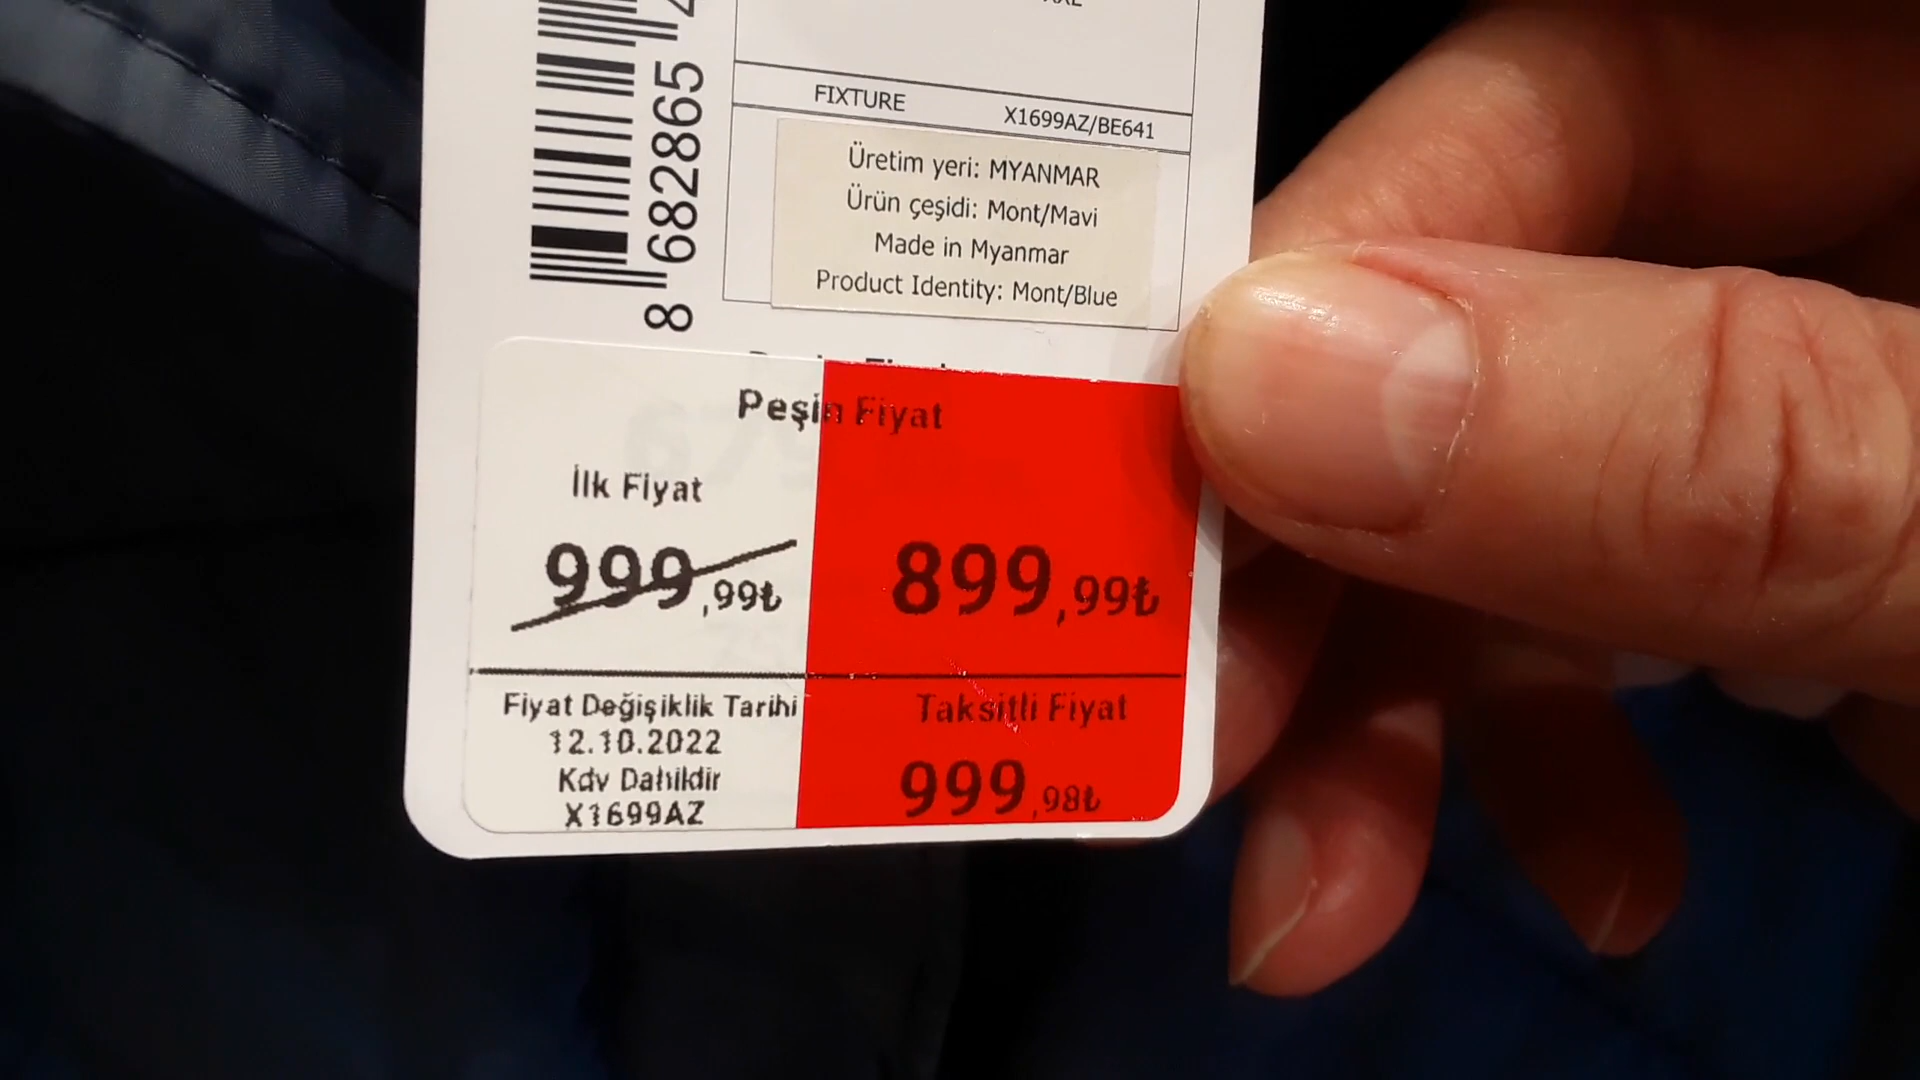 8 682865
FIXTURE X1699AZ/BE641
Üretim yeri: MYANMAR
Ürün çeşidi: Mont/Mavi
Made in Myanmar
Product Identity: Mont/Blue
Peşin Fiyat
İlk Fiyat
999,99₺
899,99₺
Fiyat Değişiklik Tarihi
12.10.2022
Kdv Dahildir
X1699AZ
Taksitli Fiyat
999,98₺